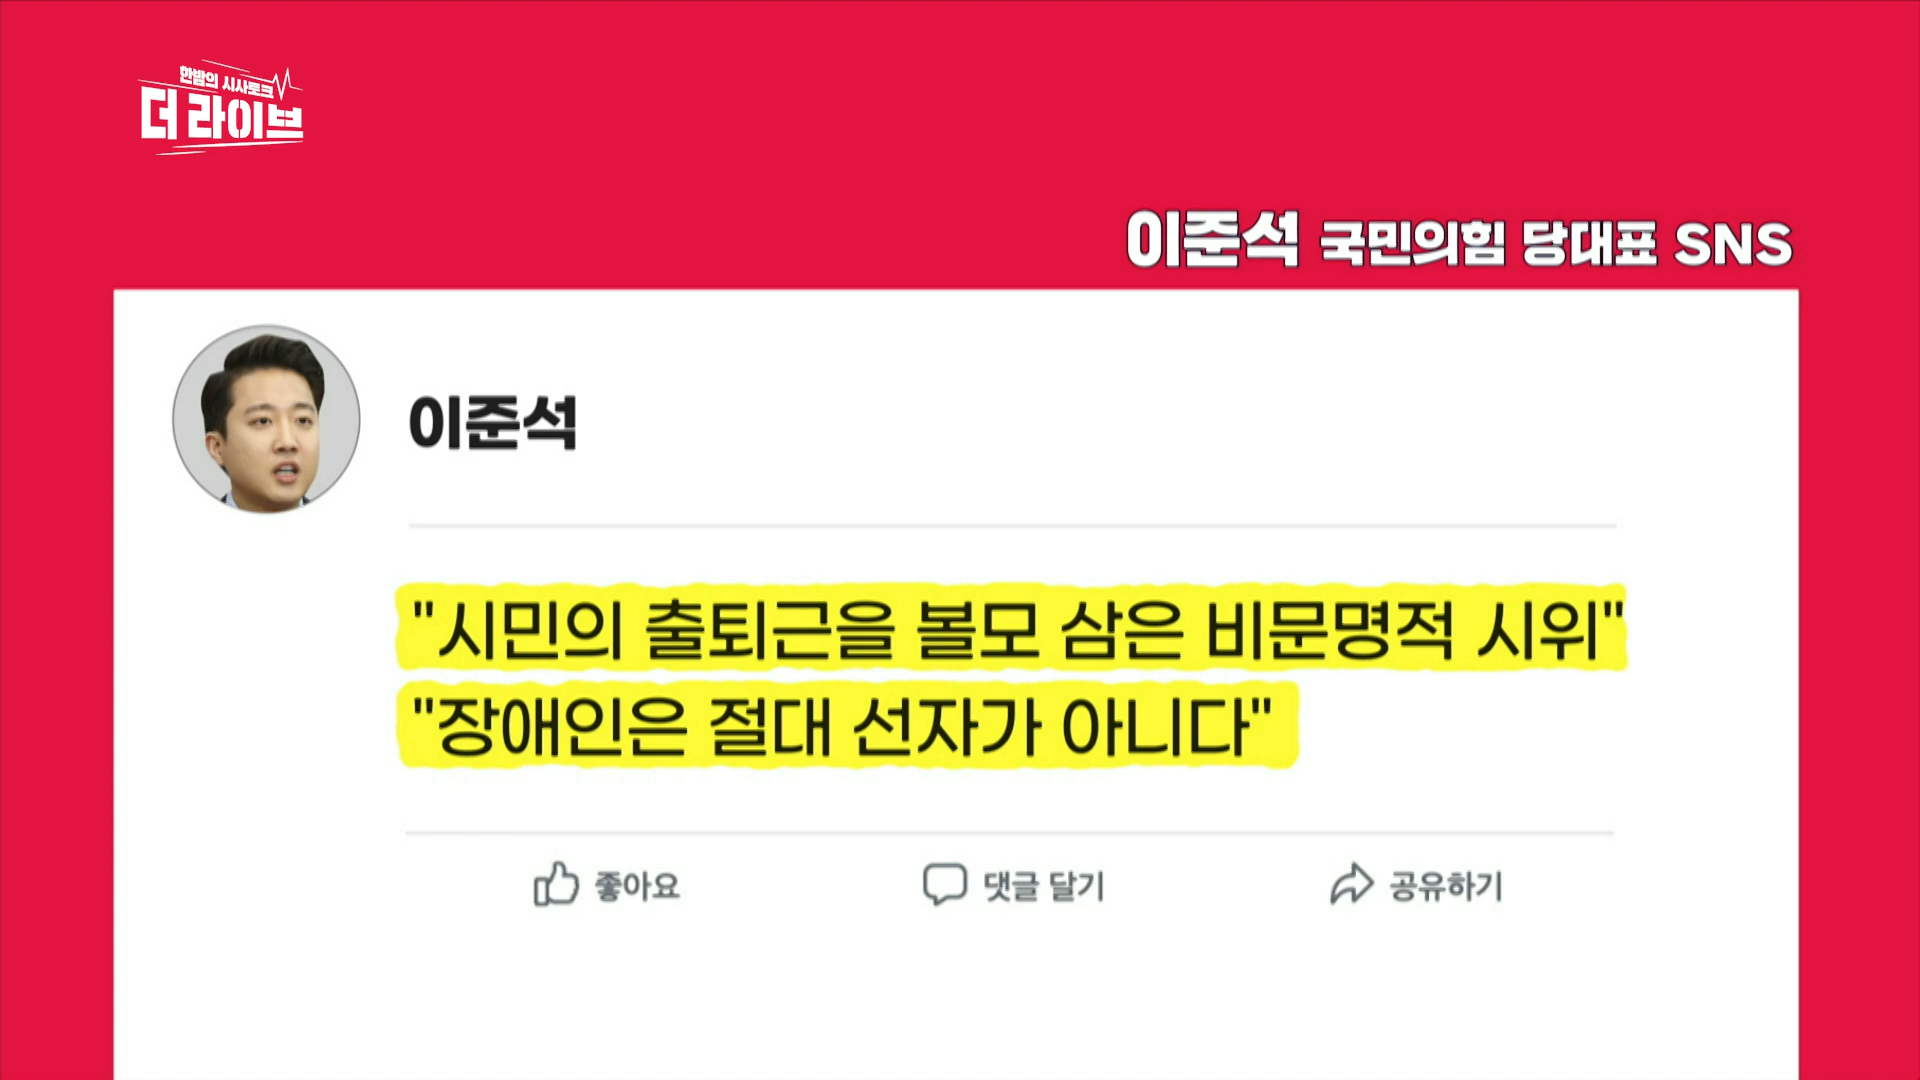 한밤의 시사토크
더 라이브
이준석 국민의힘 당대표 SNS
이준석
"시민의 출퇴근을 볼모 삼은 비문명적 시위"
"장애인은 절대 선자가 아니다"
좋아요 댓글 달기 공유하기